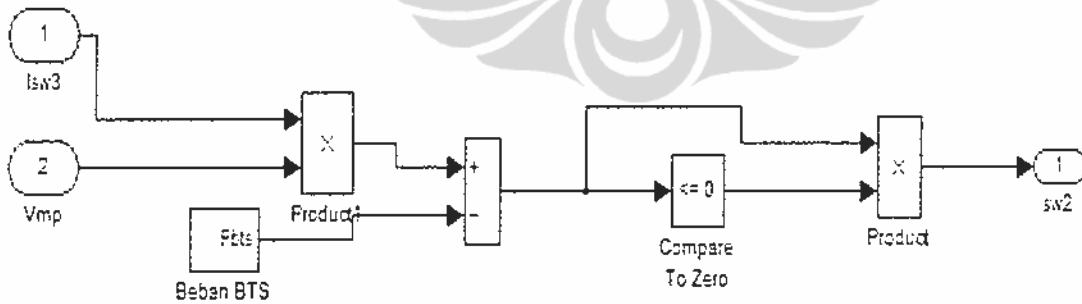 1
Isw3
2
Vmp
X
Product1
Pbts
Beban BTS
+
-
<= 0
Compare
To Zero
X
Product
1
sw2